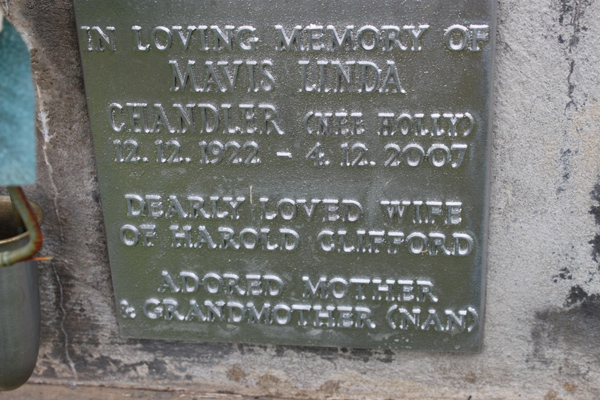 IN LOVING MEMORY OF
MAVIS LINDA
CHANDLER (NEE HOLLY)
12. 12. 1922 - 4. 12. 2007
DEARLY LOVED WIFE
OF HAROLD CLIFFORD
ADORED MOTHER
& GRANDMOTHER (NAN)